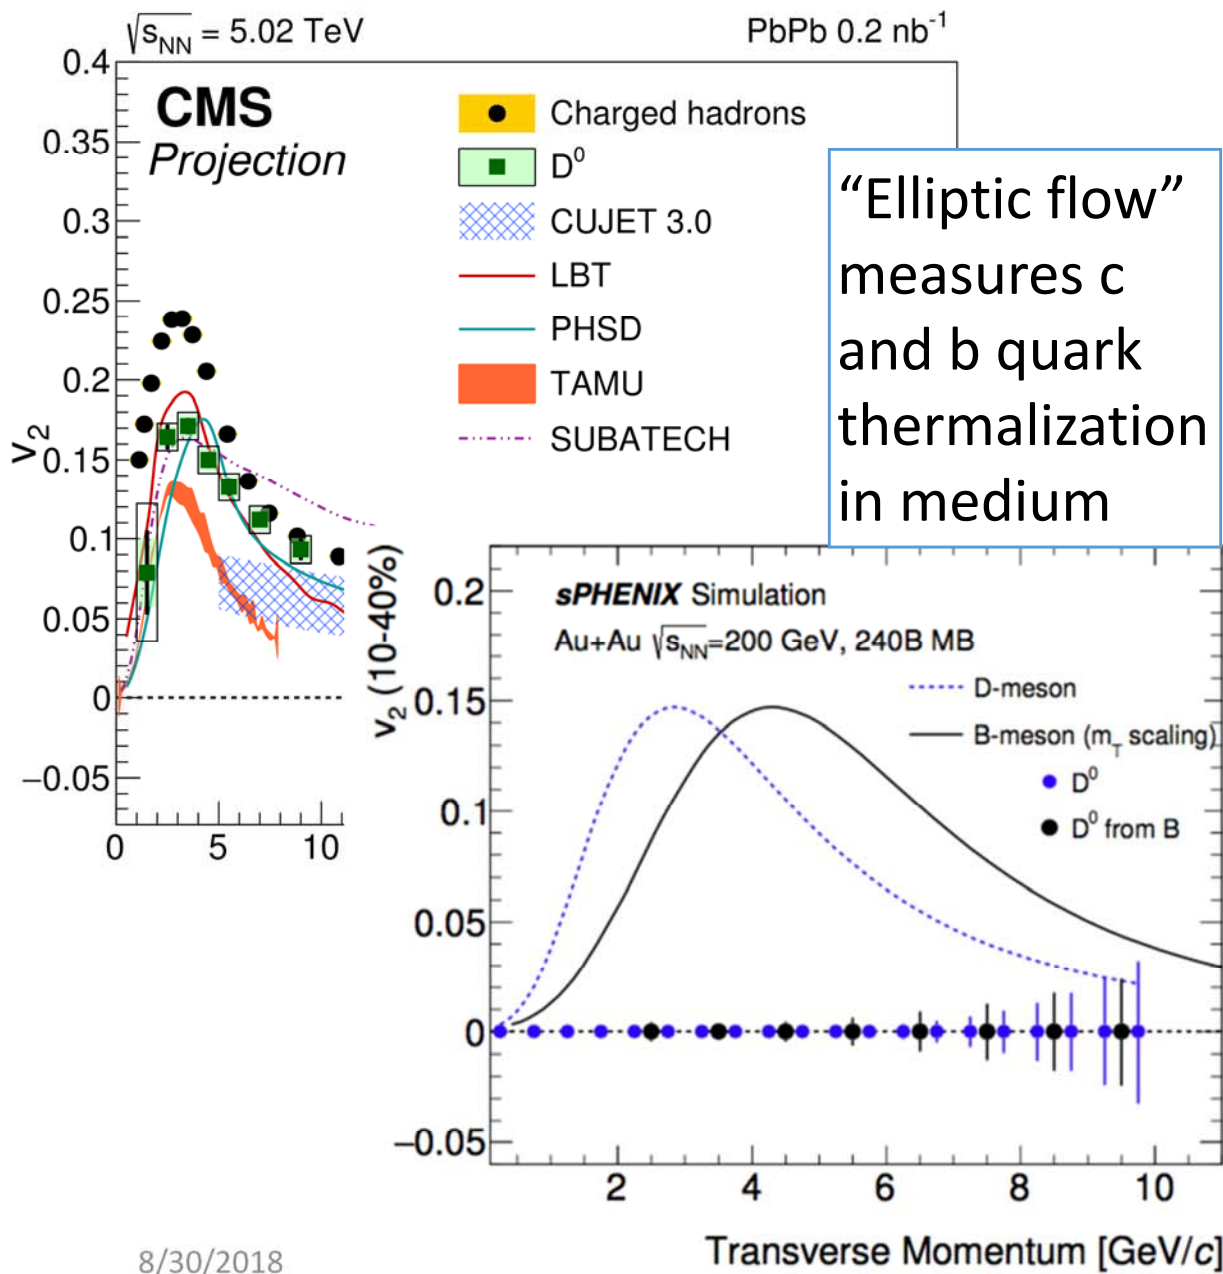 √sNN = 5.02 TeV
PbPb 0.2 nb-1
CMS
Projection
Charged hadrons
D0
CUJET 3.0
LBT
PHSD
TAMU
SUBATECH
v2
0.4
0.35
0.3
0.25
0.2
0.15
0.1
0.05
0
−0.05
0 5 10
“Elliptic flow”
measures c
and b quark
thermalization
in medium
sPHENIX Simulation
Au+Au √sNN=200 GeV, 240B MB
D-meson
B-meson (mT scaling)
D0
D0 from B
v2 (10-40%)
0.2
0.15
0.1
0.05
0
−0.05
2 4 6 8 10
Transverse Momentum [GeV/c]
8/30/2018